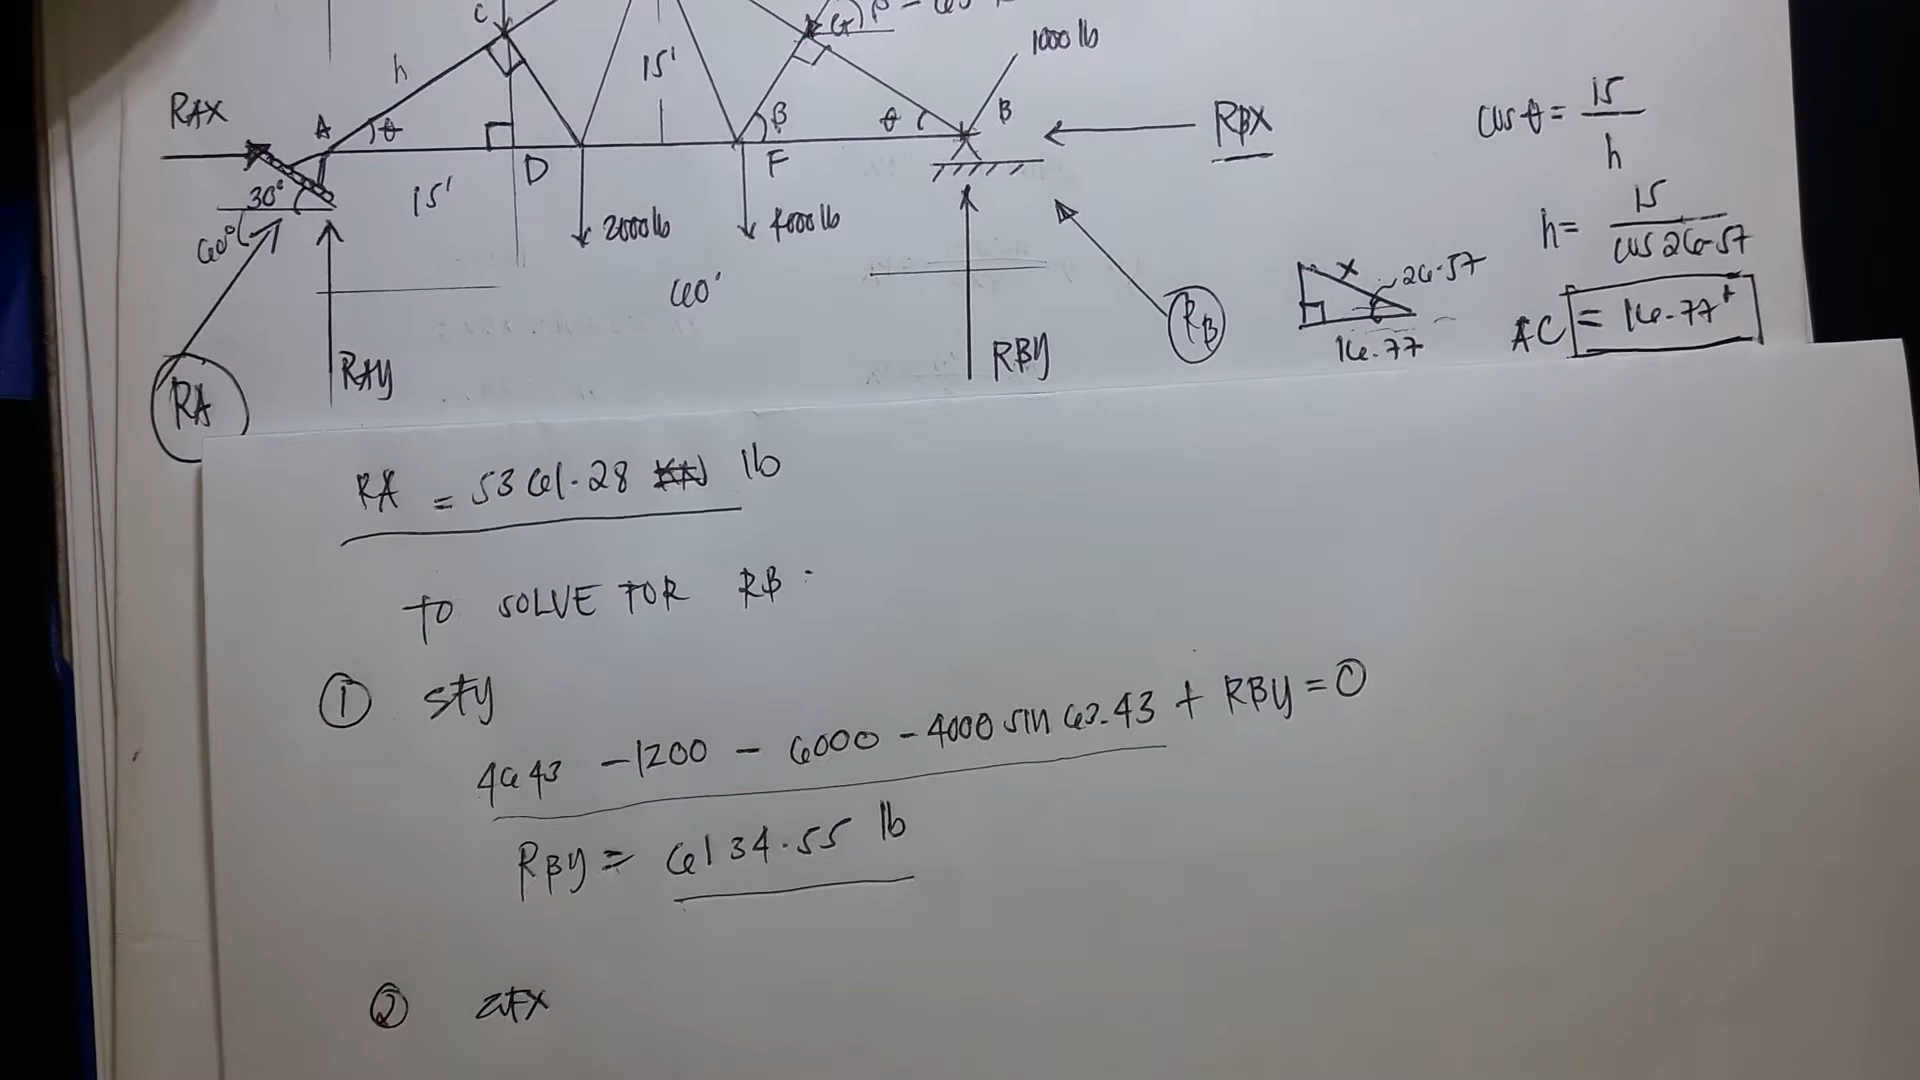 C
h
15'
G
β = 60
1000 lb
RAX
A
θ
β
θ
B
RBX
cos θ = 15 / h
30°
15'
D
F
60°
2000 lb
4000 lb
h = 15 / cos 26.57
60'
x
26.57
16.77
AC = 16.77'
RA
RAY
RBY
RB
RA = 5361.28 lb
TO SOLVE FOR RB:
① ΣFy
4643 - 1200 - 6000 - 4000 sin 63.43 + RBY = 0
RBY = 6134.55 lb
② ΣFX